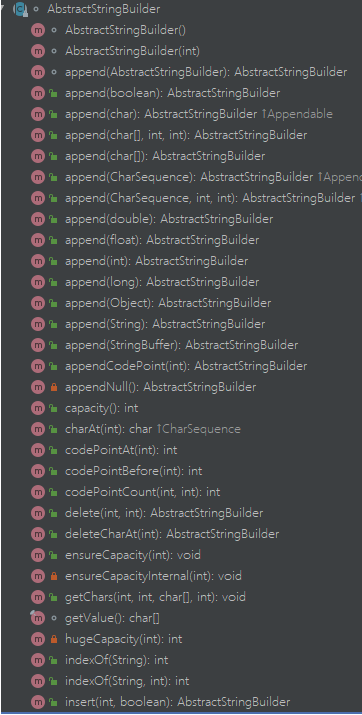 AbstractStringBuilder
AbstractStringBuilder()
AbstractStringBuilder(int)
append(AbstractStringBuilder): AbstractStringBuilder
append(boolean): AbstractStringBuilder
append(char): AbstractStringBuilder ↑Appendable
append(char[], int, int): AbstractStringBuilder
append(char[]): AbstractStringBuilder
append(CharSequence): AbstractStringBuilder ↑Appen
append(CharSequence, int, int): AbstractStringBuilder ↑
append(double): AbstractStringBuilder
append(float): AbstractStringBuilder
append(int): AbstractStringBuilder
append(long): AbstractStringBuilder
append(Object): AbstractStringBuilder
append(String): AbstractStringBuilder
append(StringBuffer): AbstractStringBuilder
appendCodePoint(int): AbstractStringBuilder
appendNull(): AbstractStringBuilder
capacity(): int
charAt(int): char ↑CharSequence
codePointAt(int): int
codePointBefore(int): int
codePointCount(int, int): int
delete(int, int): AbstractStringBuilder
deleteCharAt(int): AbstractStringBuilder
ensureCapacity(int): void
ensureCapacityInternal(int): void
getChars(int, int, char[], int): void
getValue(): char[]
hugeCapacity(int): int
indexOf(String): int
indexOf(String, int): int
insert(int, boolean): AbstractStringBuilder